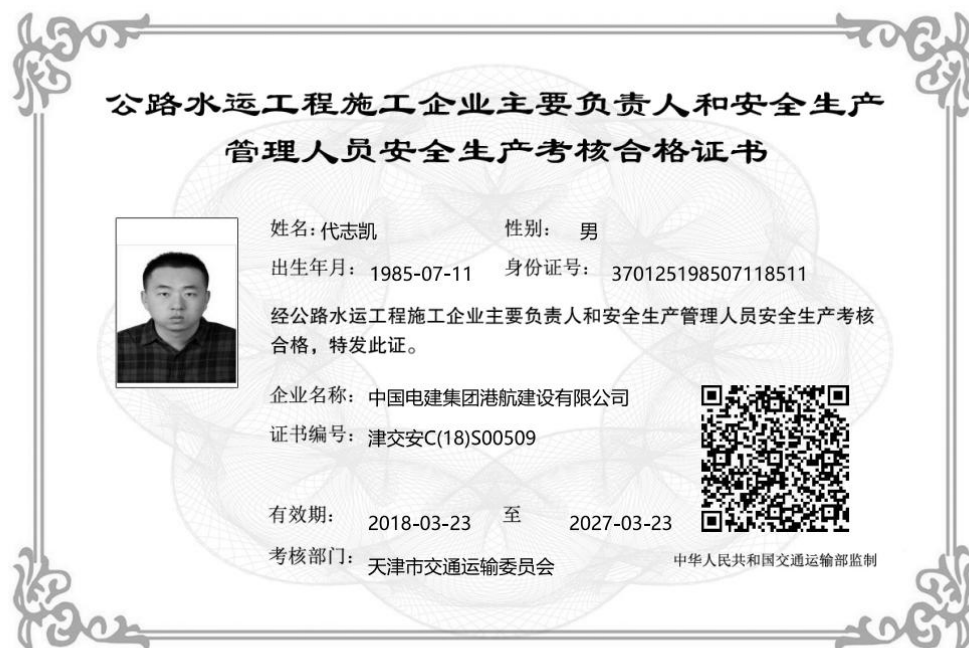 公路水运工程施工企业主要负责人和安全生产
管理人员安全生产考核合格证书
姓名：代志凯 性别： 男
出生年月： 1985-07-11 身份证号： 370125198507118511
经公路水运工程施工企业主要负责人和安全生产管理人员安全生产考核
合格，特发此证。
企业名称： 中国电建集团港航建设有限公司
证书编号： 津交安C(18)S00509
有效期： 2018-03-23 至 2027-03-23
考核部门： 天津市交通运输委员会
中华人民共和国交通运输部监制